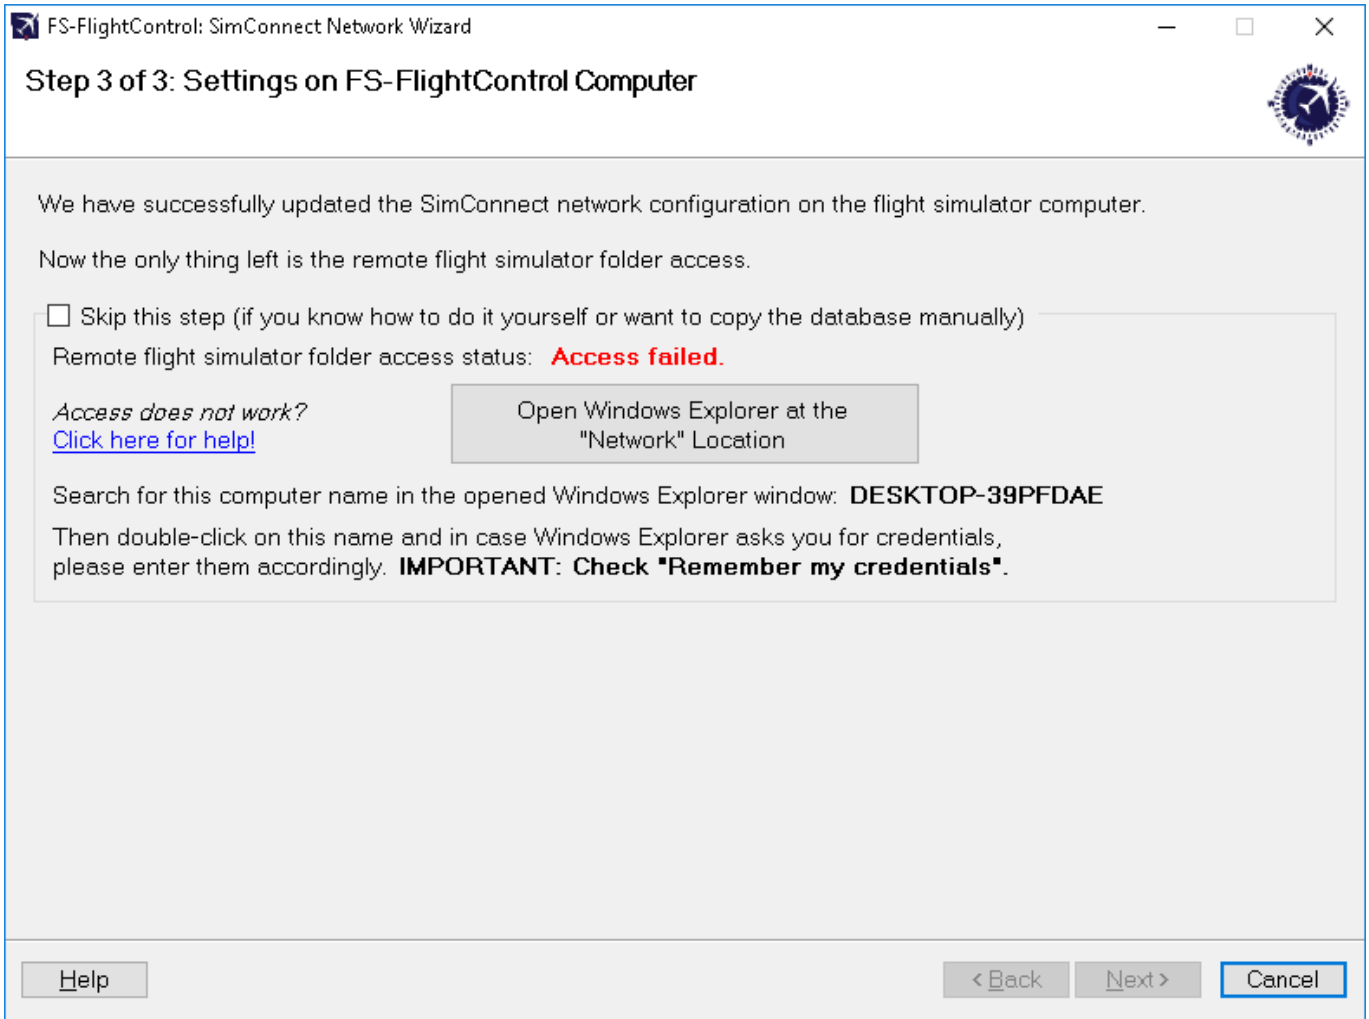 FS-FlightControl: SimConnect Network Wizard
Step 3 of 3: Settings on FS-FlightControl Computer
We have successfully updated the SimConnect network configuration on the flight simulator computer.
Now the only thing left is the remote flight simulator folder access.
Skip this step (if you know how to do it yourself or want to copy the database manually)
Remote flight simulator folder access status: Access failed.
Access does not work?
Click here for help!
Open Windows Explorer at the
"Network" Location
Search for this computer name in the opened Windows Explorer window: DESKTOP-39PFDAE
Then double-click on this name and in case Windows Explorer asks you for credentials,
please enter them accordingly. IMPORTANT: Check "Remember my credentials".
Help
< Back
Next >
Cancel